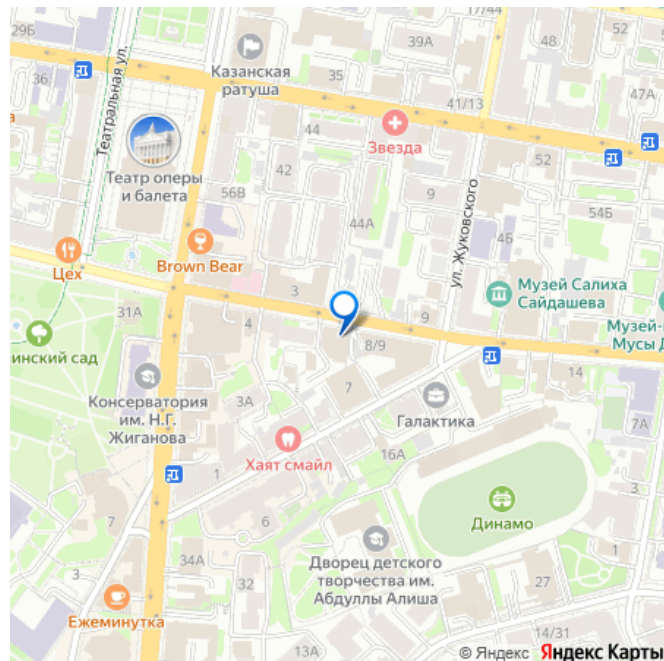 29Б
17/44
39А
48
Казанская
ратуша
36
Театральная ул.
35
47А
41/13
Звезда
44
52
42
Театр оперы
и балета
56В
9
ул. Жуковского
54Б
44А
4Б
Цех
Brown Bear
Музей Салиха
Сайдашева
3
31А
4
9
Музей-
Мусы Д
инский сад
8/9
14
Консерватория
им. Н.Г.
Жиганова
7
3А
Галактика
7А
Хаят смайл
16А
1
3
Динамо
6
7
34А
Дворец детского
творчества им.
Абдуллы Алиша
3
32
27
1
Ежеминутка
14/31
13А
© Яндекс Яндекс Карты